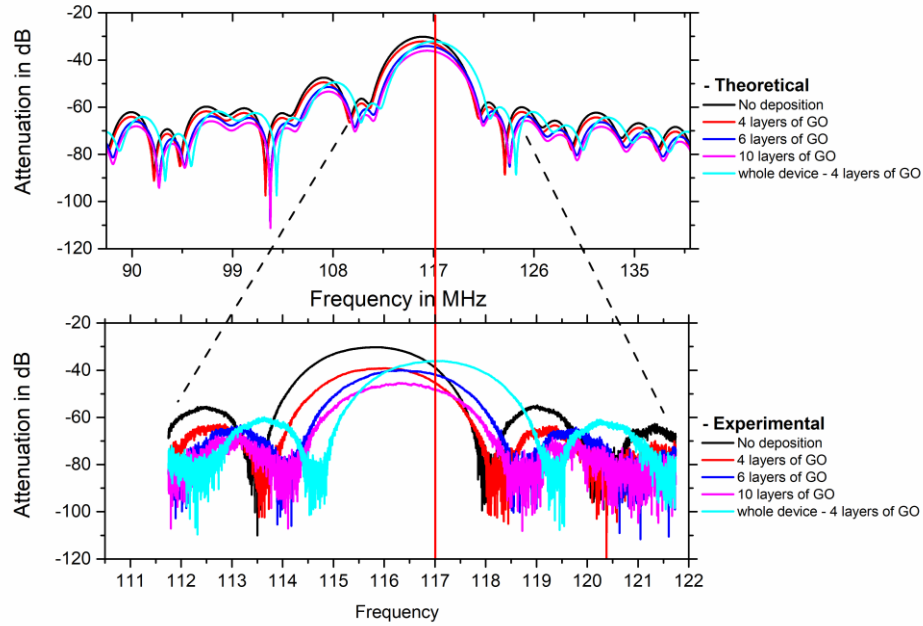 Attenuation in dB
-20
-40
-60
-80
-100
-120
90
99
108
117
126
135
Frequency in MHz
- Theoretical
No deposition
4 layers of GO
6 layers of GO
10 layers of GO
whole device - 4 layers of GO
Attenuation in dB
-20
-40
-60
-80
-100
-120
111
112
113
114
115
116
117
118
119
120
121
122
Frequency
- Experimental
No deposition
4 layers of GO
6 layers of GO
10 layers of GO
whole device - 4 layers of GO